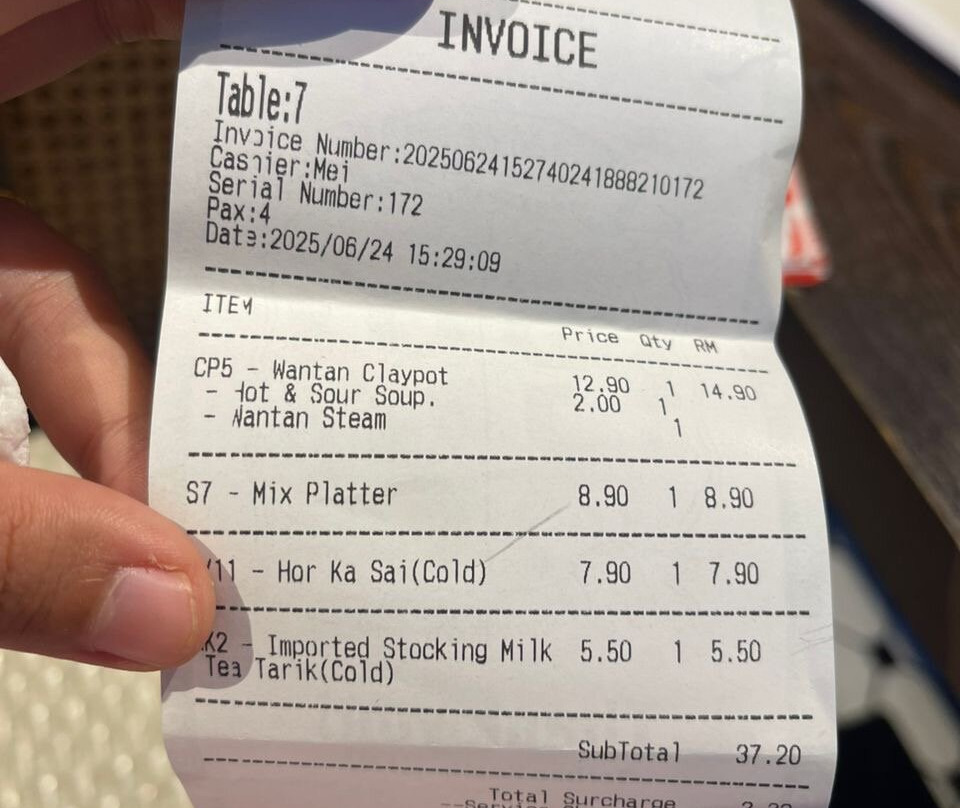 INVOICE
Table:7
Invoice Number:20250624152740241888210172
Cashier:Mei
Serial Number:172
Pax:4
Date:2025/06/24 15:29:09
ITEM
Price Qty RM
CP5 - Wantan Claypot 12.90 1 14.90
- Hot & Sour Soup. 2.00 1
- Wantan Steam 1
S7 - Mix Platter 8.90 1 8.90
11 - Hor Ka Sai(Cold) 7.90 1 7.90
K2 - Imported Stocking Milk 5.50 1 5.50
Tea Tarik(Cold)
SubTotal 37.20
Total Surcharge